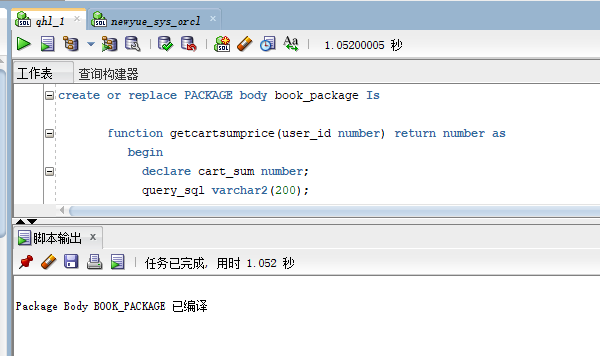 qhl_1 newyue_sys_orcl
1.05200005 秒
工作表 查询构建器
create or replace PACKAGE body book_package Is
function getcartsumprice(user_id number) return number as
begin
declare cart_sum number;
query_sql varchar2(200);
脚本输出
任务已完成, 用时 1.052 秒
Package Body BOOK_PACKAGE 已编译